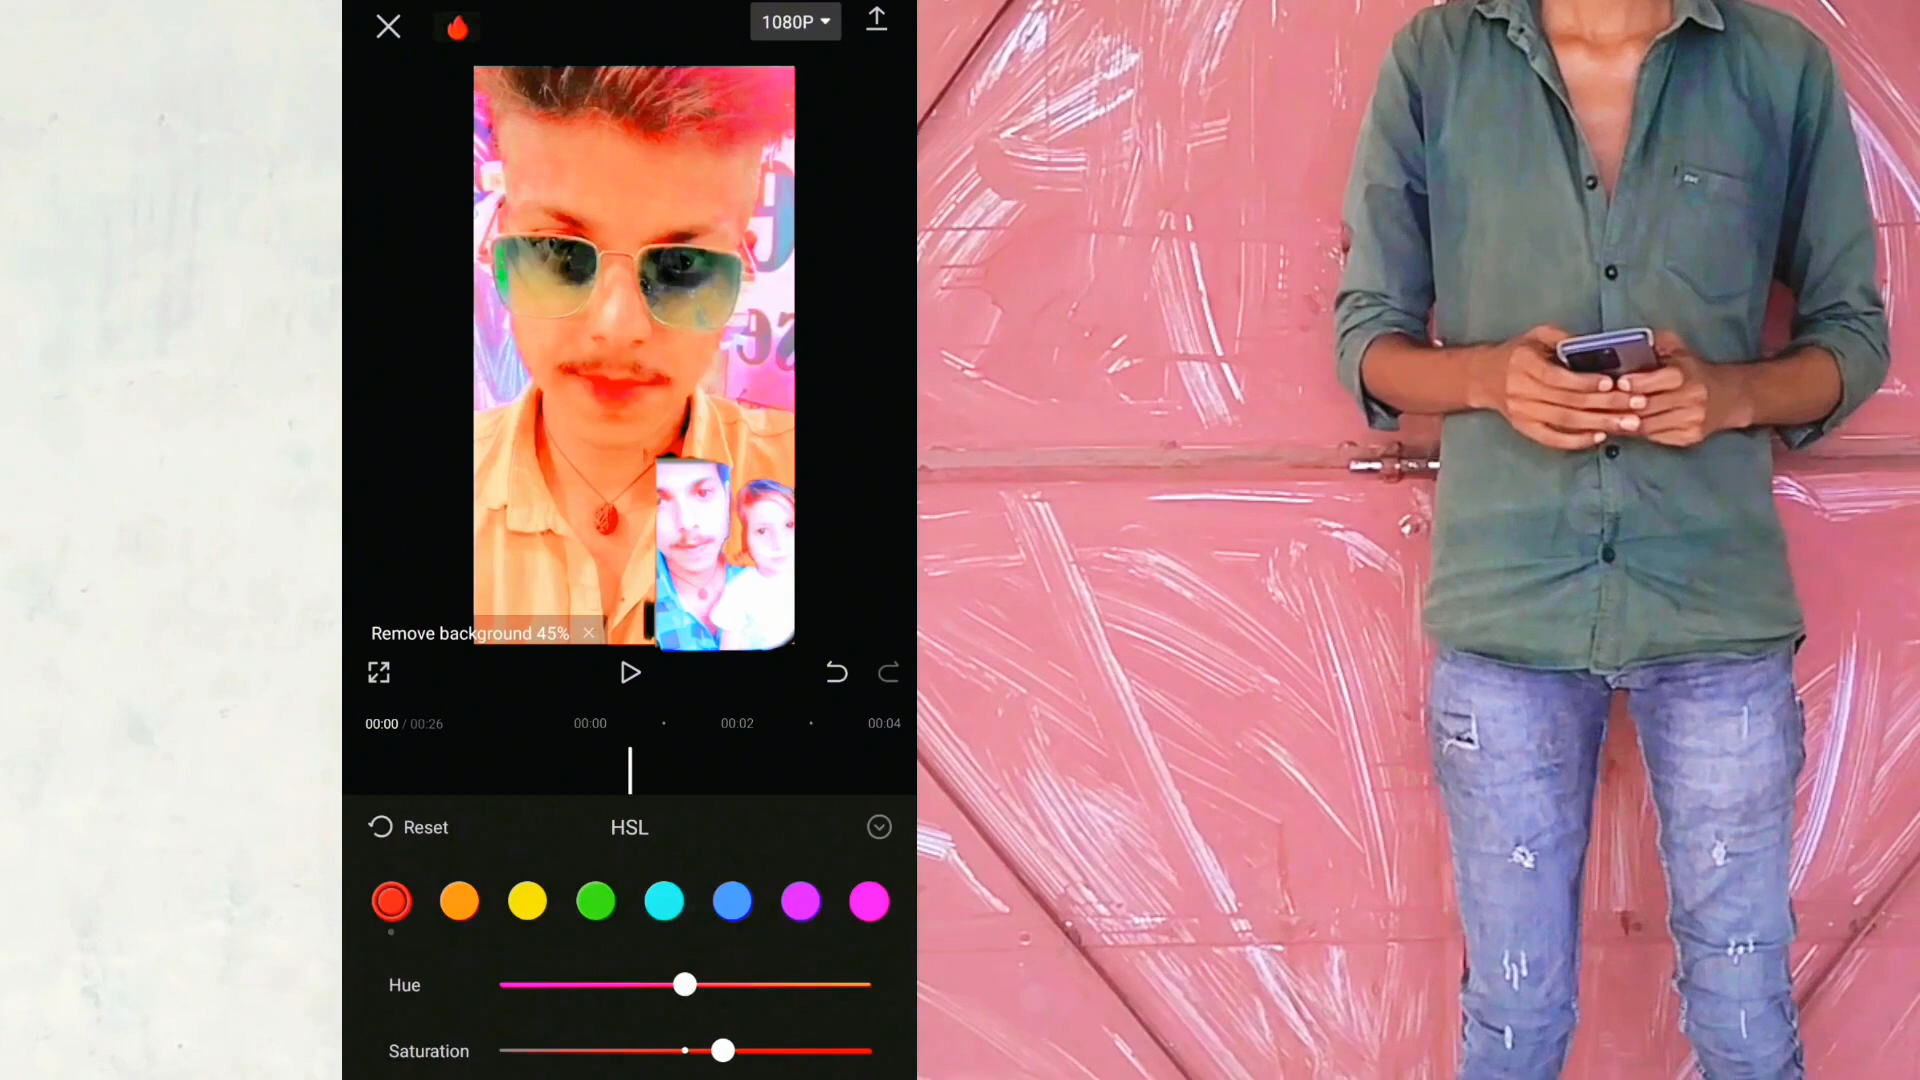 1080P
Remove background 45%
00:00 / 00:26
00:00
00:02
00:04
Reset
HSL
Hue
Saturation